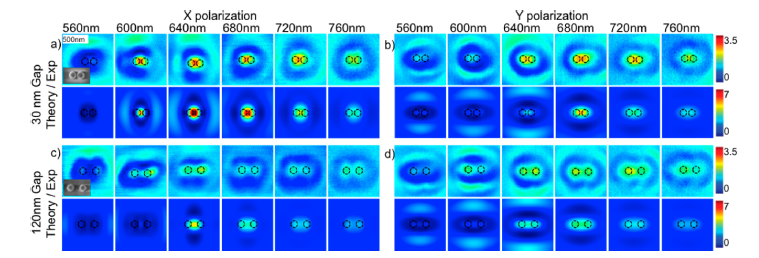 X polarization
Y polarization
560nm 600nm 640nm 680nm 720nm 760nm
560nm 600nm 640nm 680nm 720nm 760nm
30 nm Gap
Theory / Exp
a)
500nm
b)
3.5
0
7
0
120nm Gap
Theory / Exp
c)
d)
3.5
0
7
0